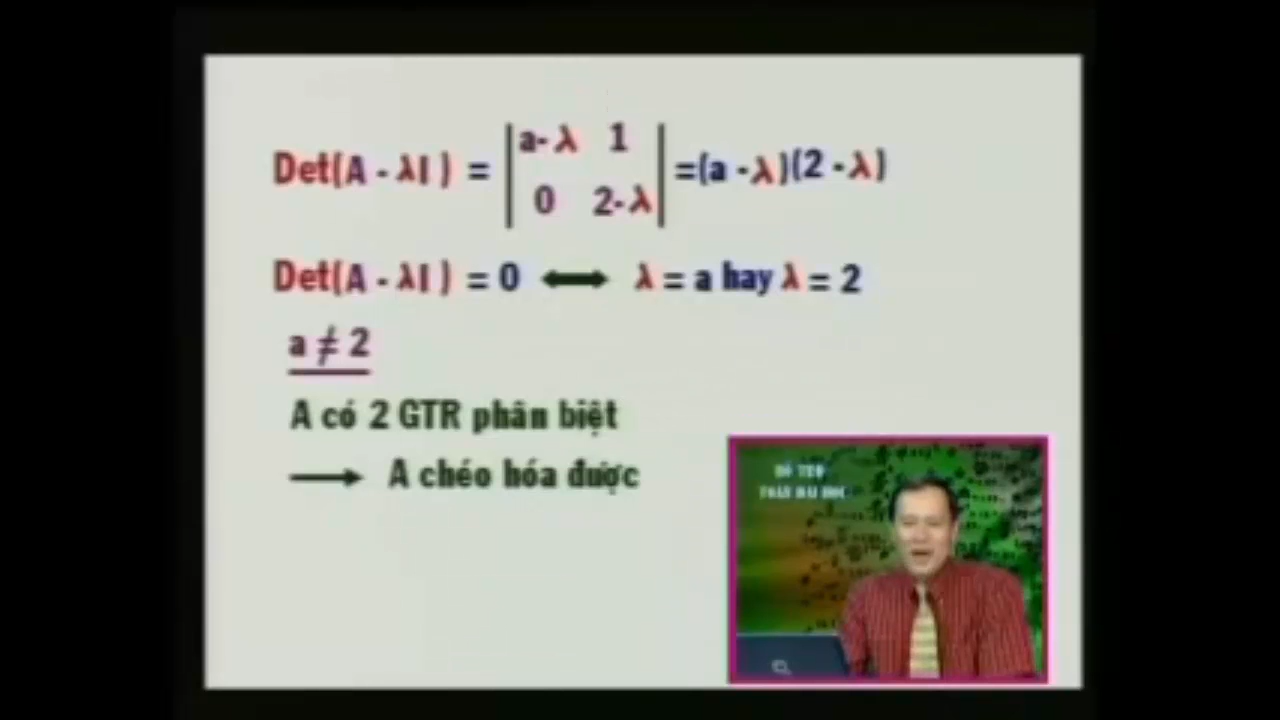 Det(A - λI ) = | a- λ 1 | =(a - λ)(2 - λ)
| 0 2- λ |
Det(A - λI ) = 0 ⟷ λ = a hay λ = 2
a ≠ 2
A có 2 GTR phân biệt
⟶ A chéo hóa được